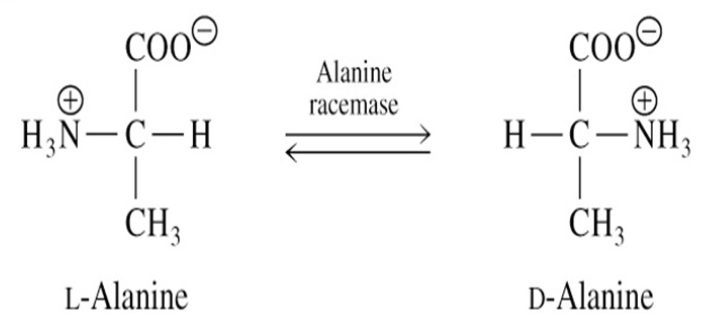 COO⊖ COO⊖
Alanine
racemase
⊕ ⊕
H₃N—C—H H—C—NH₃
CH₃ CH₃
L-Alanine D-Alanine